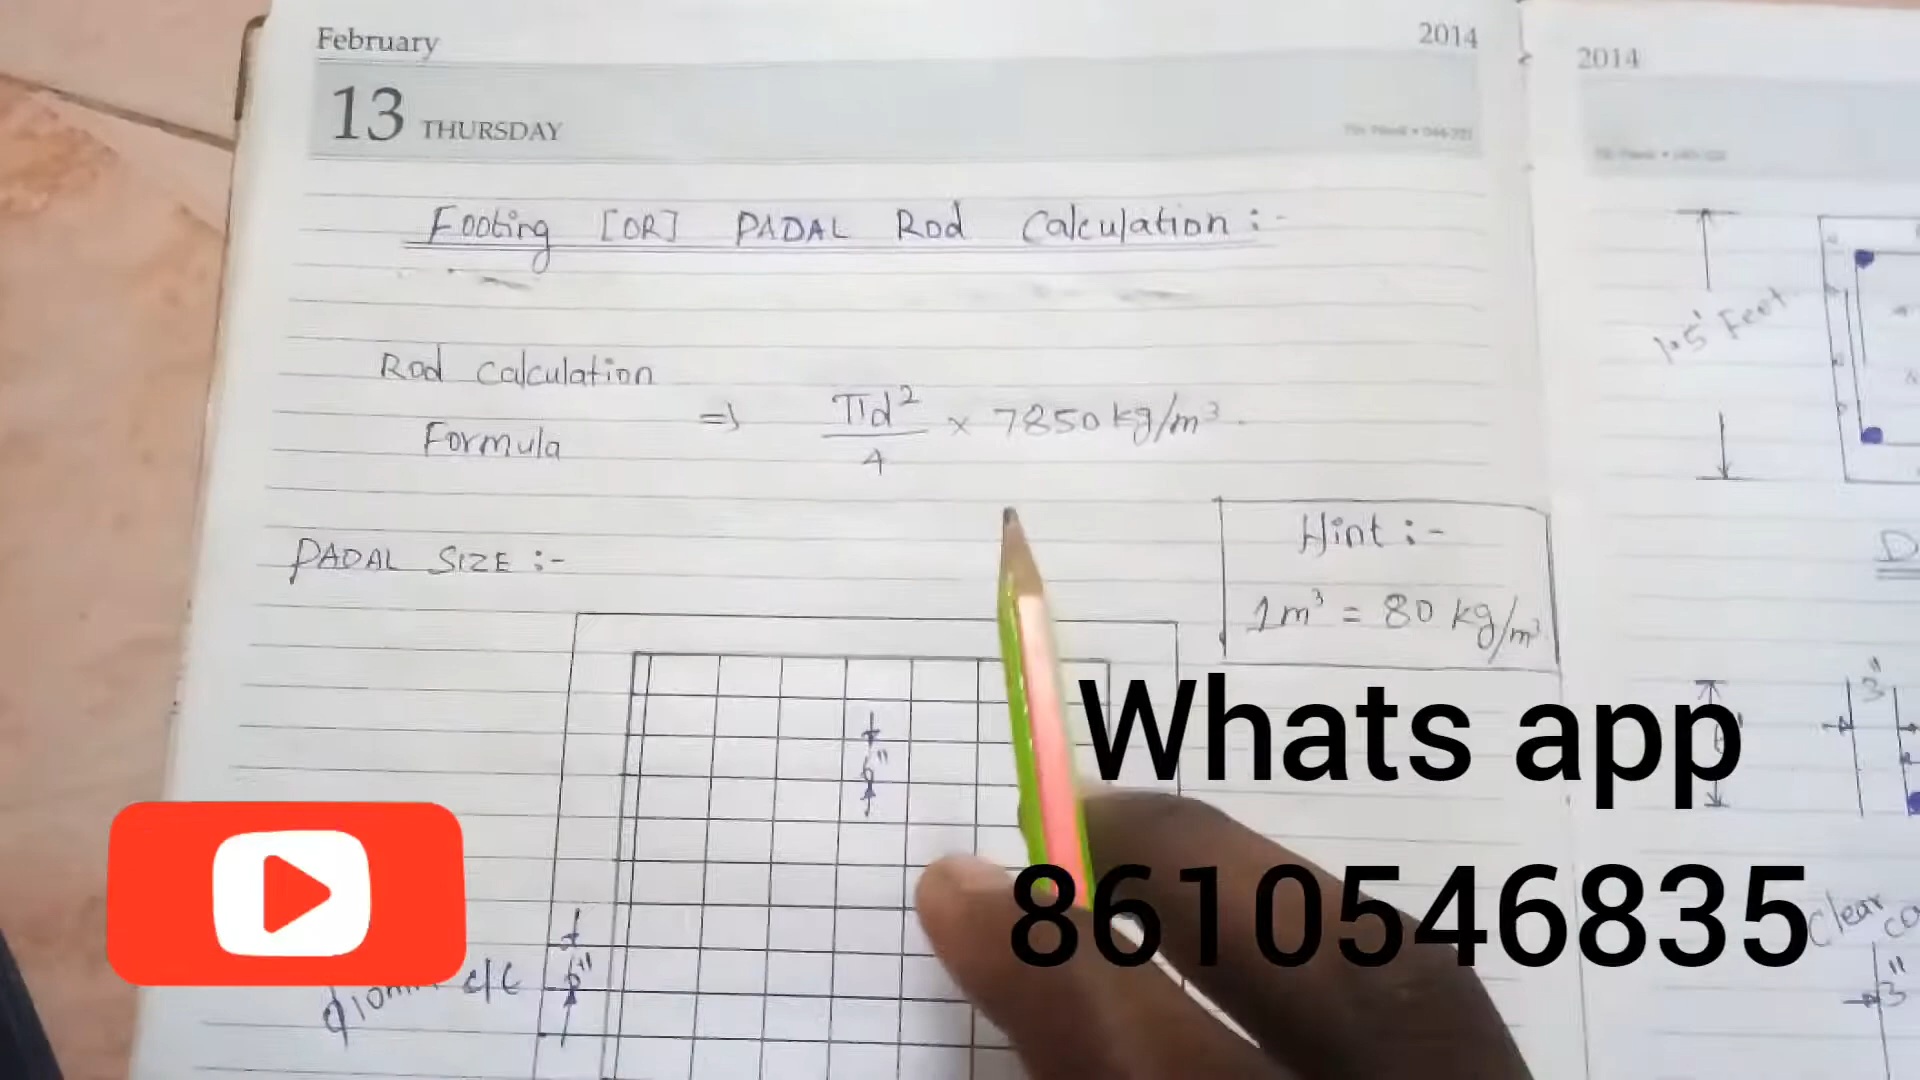 February 2014
13 THURSDAY
Footing [OR] PADAL Rod Calculation :-
Rod calculation
Formula => πd²/4 × 7850 kg/m³
Hint :-
1m³ = 80 kg/m³
PADAL SIZE :-
6"
6"
φ10mm c/c
2014
1.5' Feet
3"
Clear
3"
Whats app
8610546835